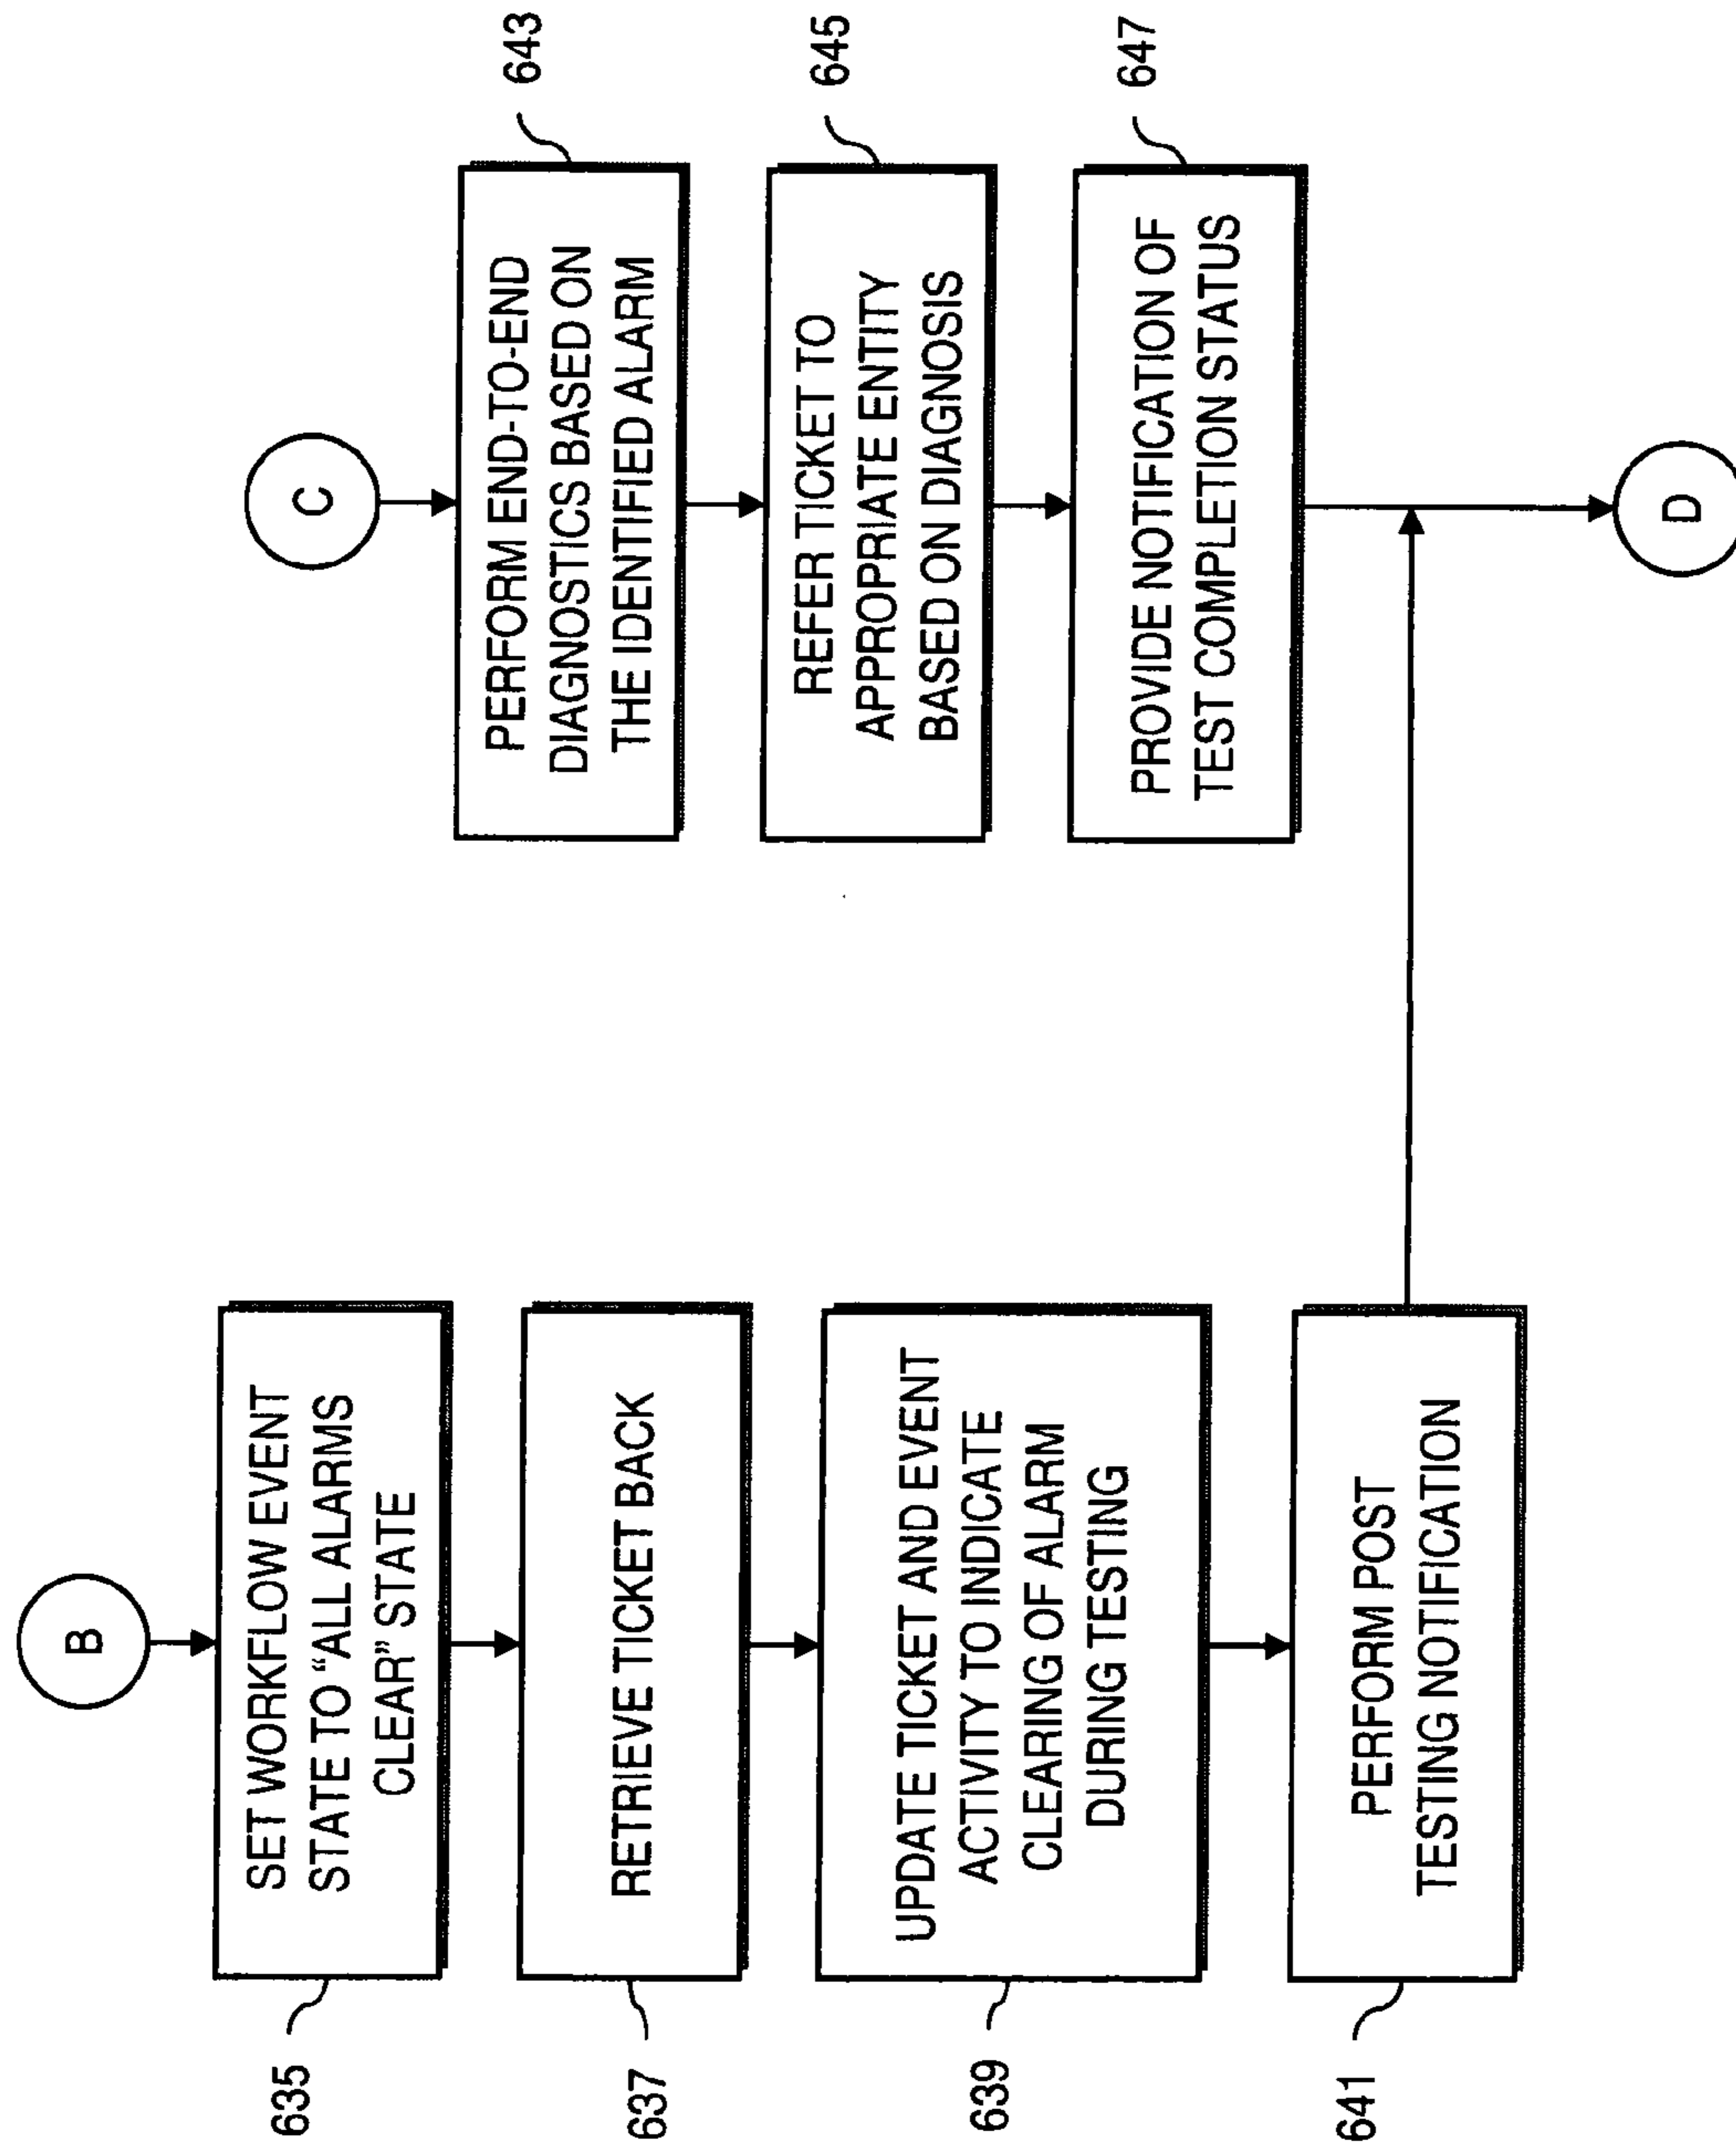 B
635
SET WORKFLOW EVENT
STATE TO “ALL ALARMS
CLEAR” STATE
637
RETRIEVE TICKET BACK
639
UPDATE TICKET AND EVENT
ACTIVITY TO INDICATE
CLEARING OF ALARM
DURING TESTING
641
PERFORM POST
TESTING NOTIFICATION
C
643
PERFORM END-TO-END
DIAGNOSTICS BASED ON
THE IDENTIFIED ALARM
645
REFER TICKET TO
APPROPRIATE ENTITY
BASED ON DIAGNOSIS
647
PROVIDE NOTIFICATION OF
TEST COMPLETION STATUS
D